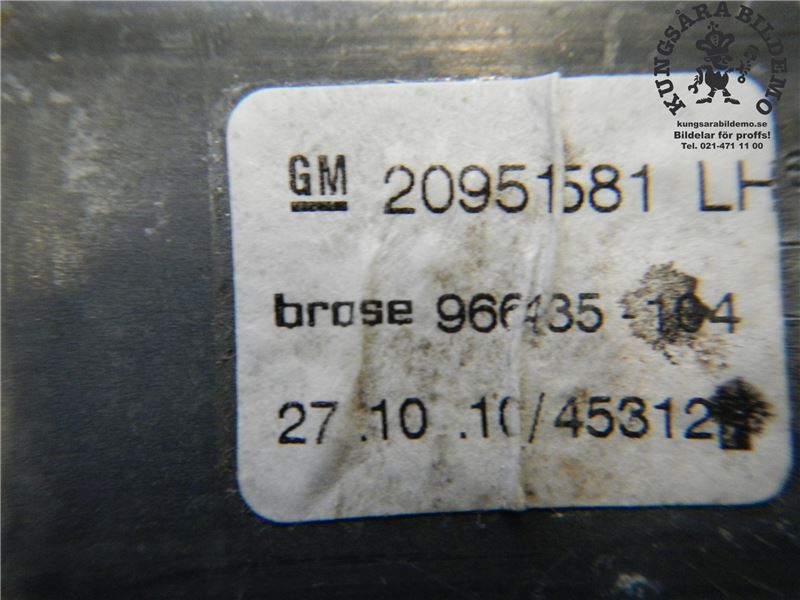 KUNGSÅRA BILDEMO
kungsarabildemo.se
Bildelar för proffs!
Tel. 021-471 11 00
GM 20951581 LH
brose 966435-104
27.10.10/